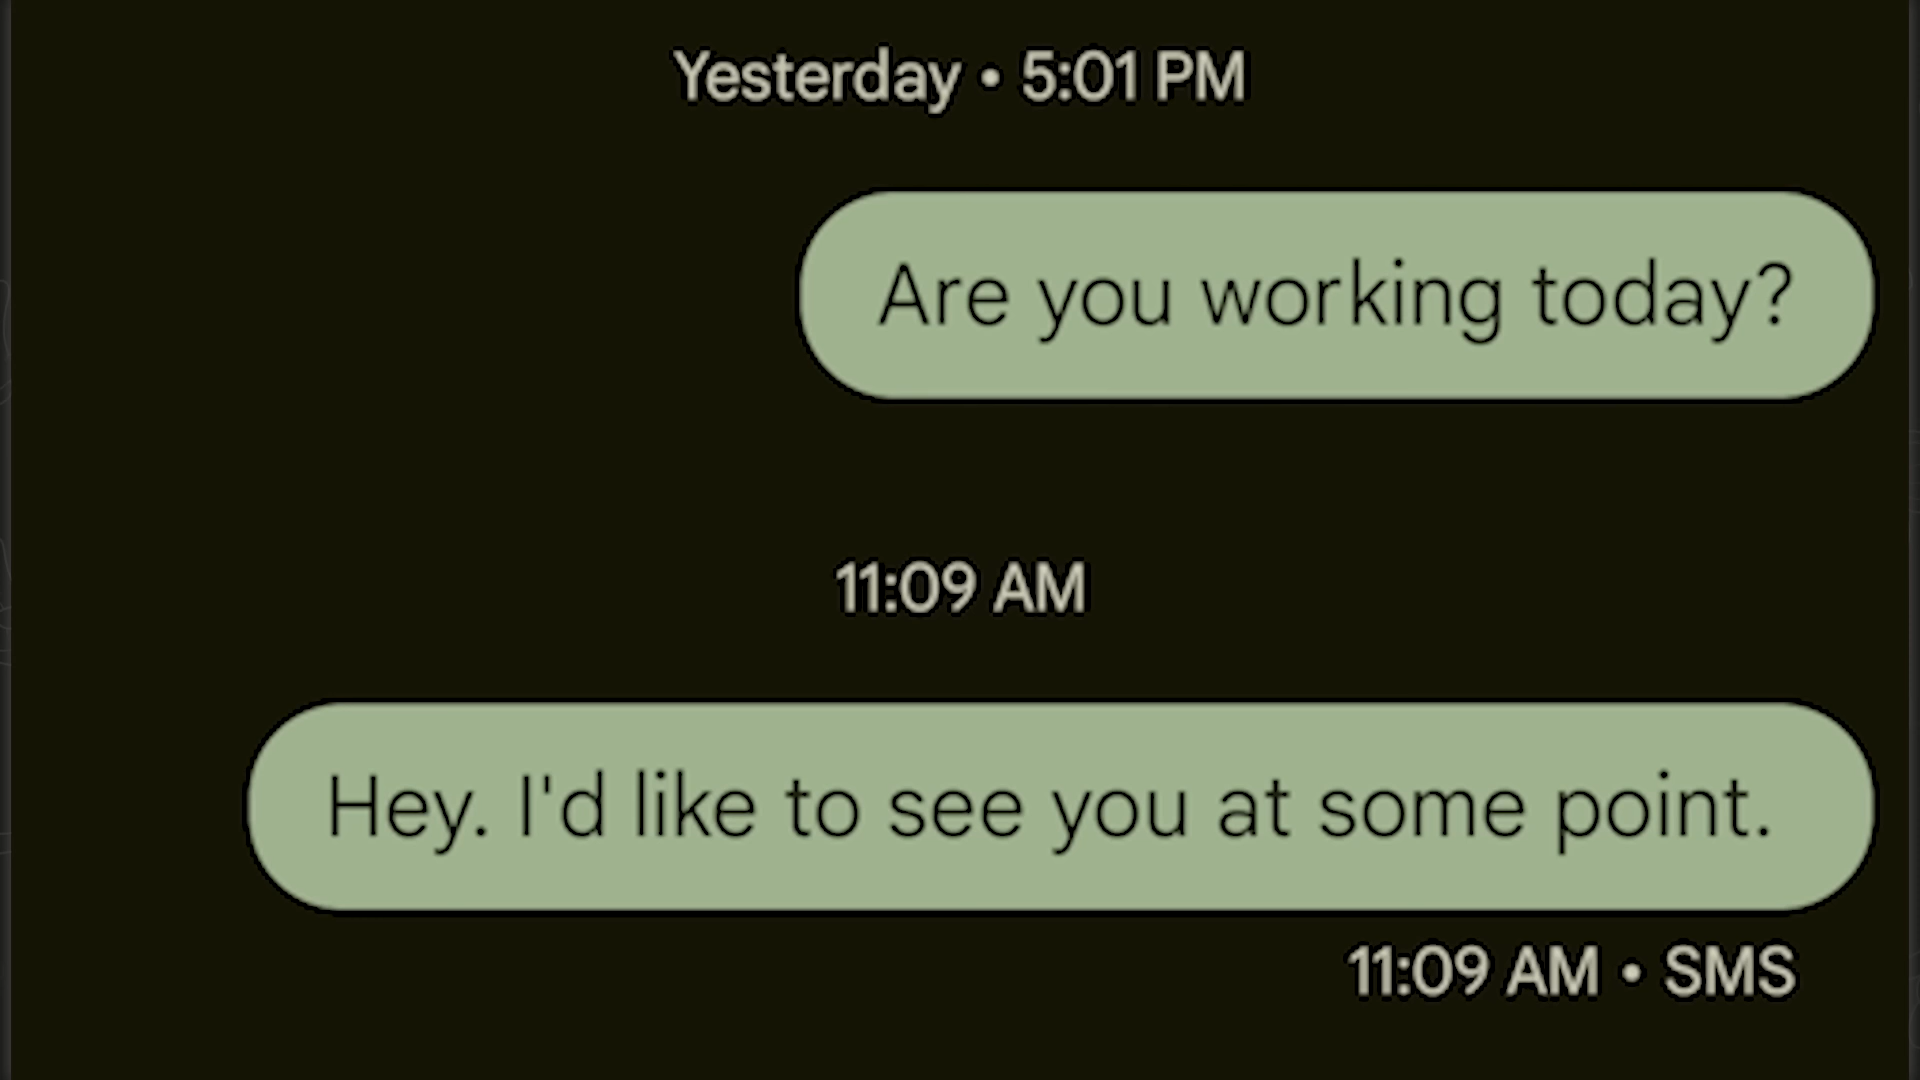 Yesterday • 5:01 PM
Are you working today?
11:09 AM
Hey. I'd like to see you at some point.
11:09 AM • SMS